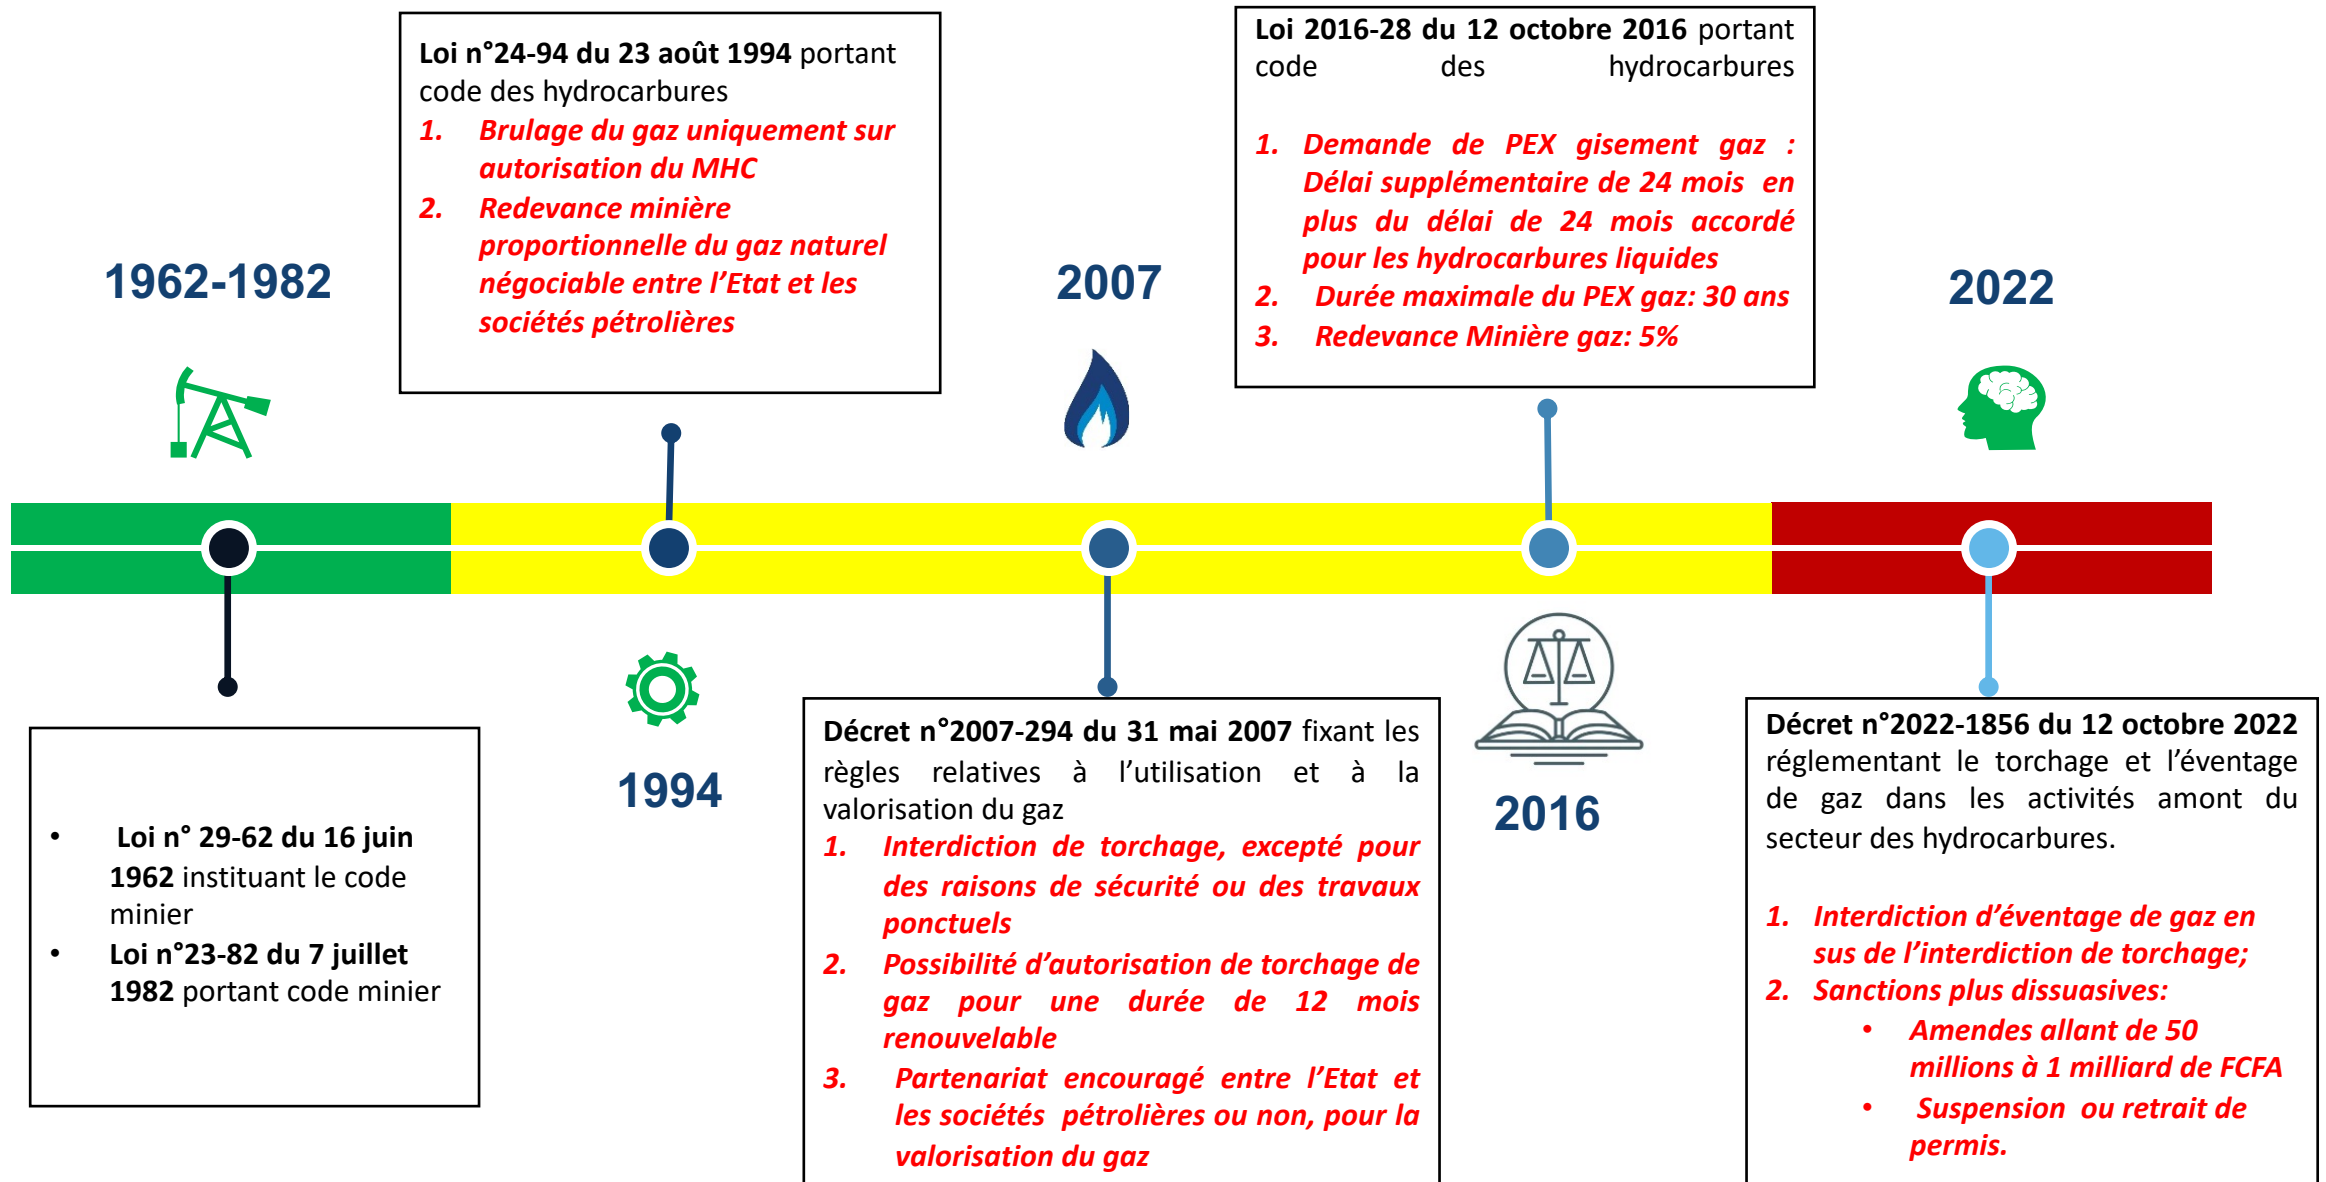 1962-1982
• Loi n° 29-62 du 16 juin
1962 instituant le code
minier
• Loi n°23-82 du 7 juillet
1982 portant code minier
Loi n°24-94 du 23 août 1994 portant
code des hydrocarbures
1. Brulage du gaz uniquement sur
autorisation du MHC
2. Redevance minière
proportionnelle du gaz naturel
négociable entre l’Etat et les
sociétés pétrolières
1994
2007
Décret n°2007-294 du 31 mai 2007 fixant les
règles relatives à l’utilisation et à la
valorisation du gaz
1. Interdiction de torchage, excepté pour
des raisons de sécurité ou des travaux
ponctuels
2. Possibilité d’autorisation de torchage de
gaz pour une durée de 12 mois
renouvelable
3. Partenariat encouragé entre l’Etat et
les sociétés pétrolières ou non, pour la
valorisation du gaz
Loi 2016-28 du 12 octobre 2016 portant
code des hydrocarbures
1. Demande de PEX gisement gaz :
Délai supplémentaire de 24 mois en
plus du délai de 24 mois accordé
pour les hydrocarbures liquides
2. Durée maximale du PEX gaz: 30 ans
3. Redevance Minière gaz: 5%
2016
2022
Décret n°2022-1856 du 12 octobre 2022
réglementant le torchage et l’éventage
de gaz dans les activités amont du
secteur des hydrocarbures.
1. Interdiction d’éventage de gaz en
sus de l’interdiction de torchage;
2. Sanctions plus dissuasives:
• Amendes allant de 50
millions à 1 milliard de FCFA
• Suspension ou retrait de
permis.